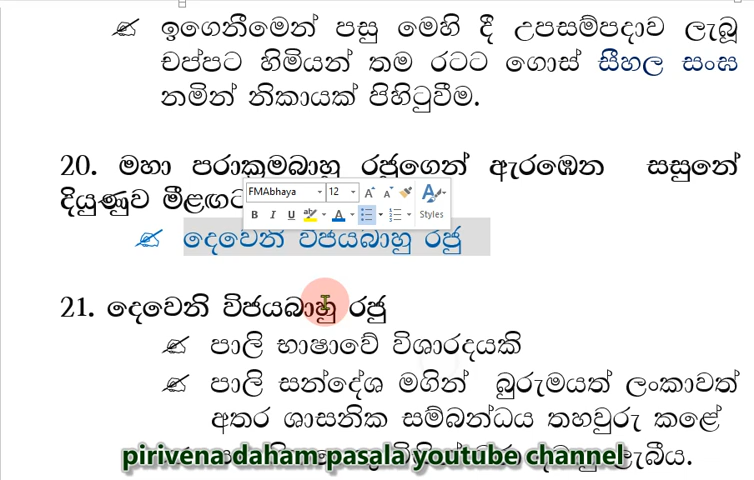 ඉගෙනීමෙන් පසු මෙහි දී උපසම්පදාව ලැබූ
චප්පට හිමියන් තම රටට ගොස් සීහල සංඝ
නමින් නිකායක් පිහිටුවීම.
20. මහා පරාක්‍රමබාහු රජුගෙන් ඇරඹෙන සසුනේ
දියුණුව මීළඟට
FMAbhaya 12
B I U Styles
දෙවෙනි විජයබාහු රජු
21. දෙවෙනි විජයබාහු රජු
පාලි භාෂාවේ විශාරදයකි
පාලි සන්දේශ මගින් බුරුමයත් ලංකාවත්
අතර ශාසනික සම්බන්ධය තහවුරු කළේ
pirivena daham pasala youtube channel
ලැබීය.